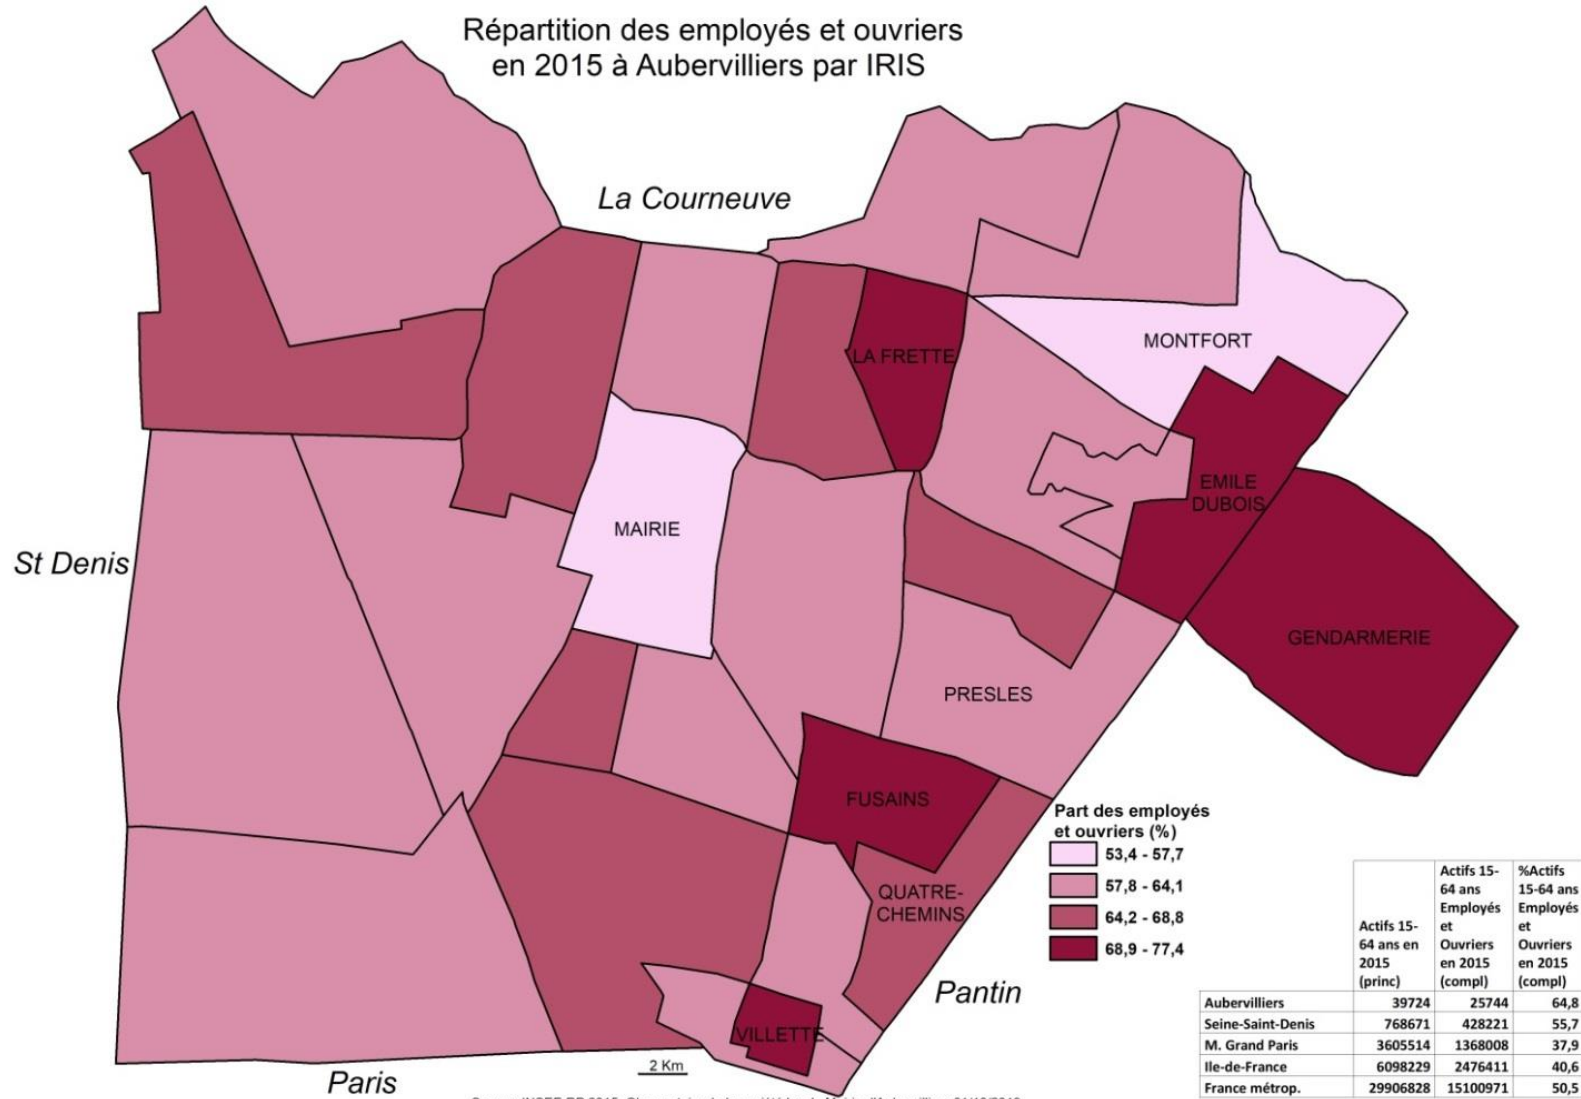 Répartition des employés et ouvriers
en 2015 à Aubervilliers par IRIS
La Courneuve
MONTFORT
LA FRETTE
EMILE
DUBOIS
MAIRIE
St Denis
GENDARMERIE
PRESLES
FUSAINS
QUATRE-
CHEMINS
Pantin
VILLETTE
2 Km
Paris
Part des employés
et ouvriers (%)
53,4 - 57,7
57,8 - 64,1
64,2 - 68,8
68,9 - 77,4
Actifs 15-
64 ans en
2015
(princ)
Actifs 15-
64 ans
Employés
et
Ouvriers
en 2015
(compl)
%Actifs
15-64 ans
Employés
et
Ouvriers
en 2015
(compl)
Aubervilliers 39724 25744 64,8
Seine-Saint-Denis 768671 428221 55,7
M. Grand Paris 3605514 1368008 37,9
Ile-de-France 6098229 2476411 40,6
France métrop. 29906828 15100971 50,5